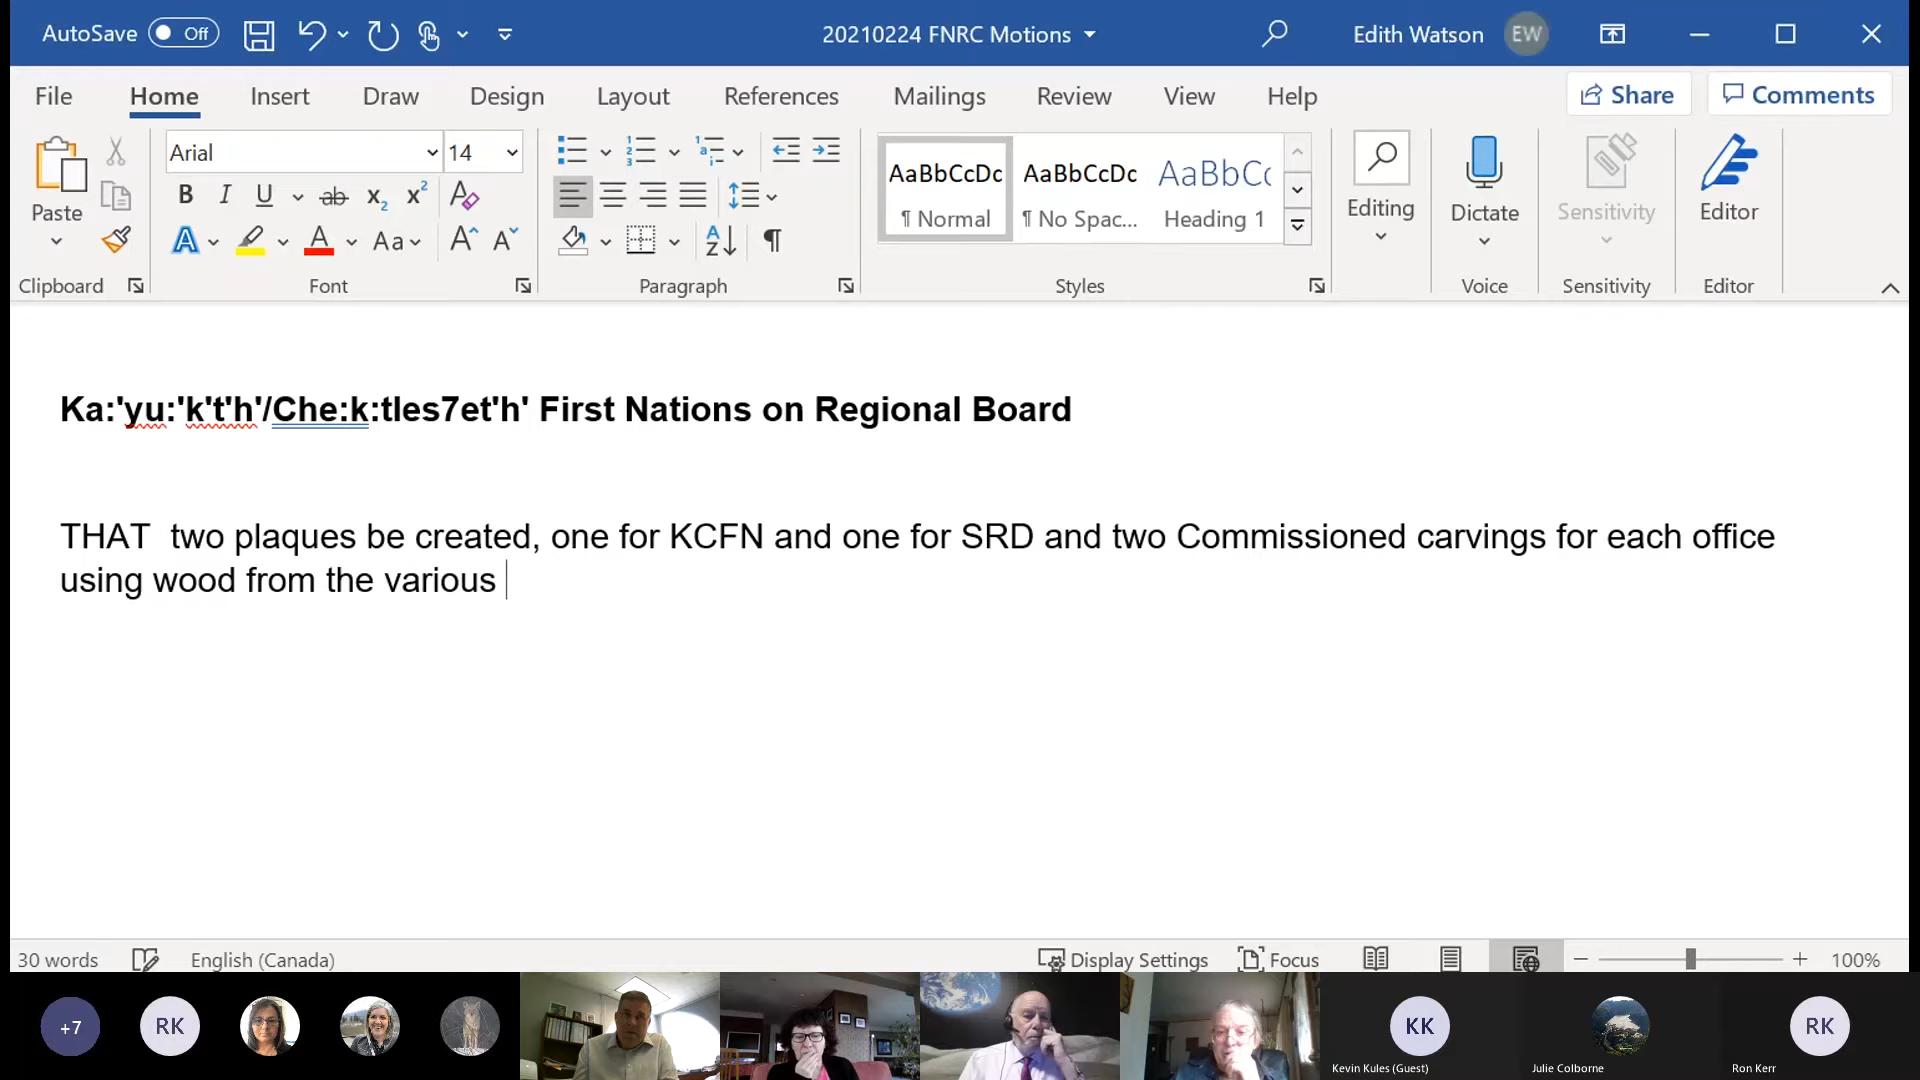 AutoSave Off 20210224 FNRC Motions Edith Watson EW
File Home Insert Draw Design Layout References Mailings Review View Help Share Comments
Paste Arial 14 Editing Dictate Sensitivity Editor
AaBbCcDc AaBbCcDc AaBbCc
¶ Normal ¶ No Spac... Heading 1
Clipboard Font Paragraph Styles Voice Sensitivity Editor
Ka:'yu:'k't'h'/Che:k:tles7et'h' First Nations on Regional Board
THAT two plaques be created, one for KCFN and one for SRD and two Commissioned carvings for each office
using wood from the various
30 words English (Canada) Display Settings Focus 100%
+7 RK KK RK
Kevin Kules (Guest) Julie Colborne Ron Kerr